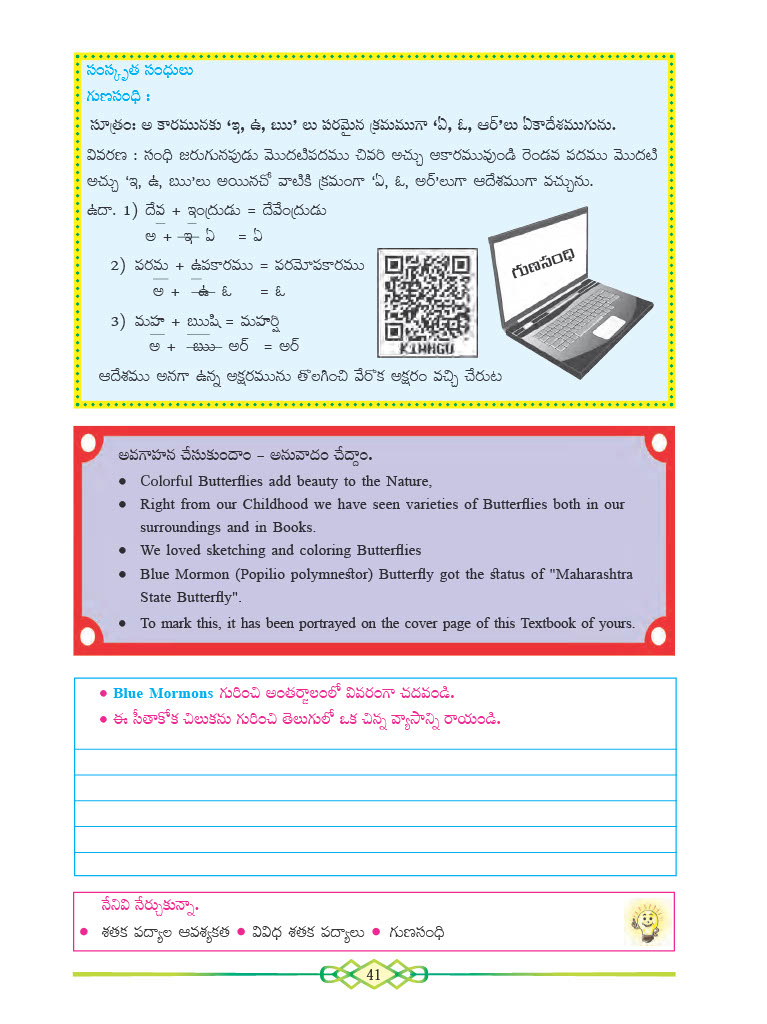 సంస్కృత సంధులు
గుణసంధి :
సూత్రం: అ కారమునకు ‘ఇ, ఉ, ఋ’ లు పరమైన క్రమముగా ‘ఏ, ఓ, ఆర్’లు ఏకాదేశముగును.
వివరణ : సంధి జరుగునపుడు మొదటిపదము చివరి అచ్చు అకారమువుండి రెండవ పదము మొదటి
అచ్చు ‘ఇ, ఉ, ఋ’లు అయినచో వాటికి క్రమంగా ‘ఏ, ఓ, అర్’లుగా ఆదేశముగా వచ్చును.
ఉదా. 1) దేవ + ఇంద్రుడు = దేవేంద్రుడు
అ + ఇ ఏ = ఏ
2) పరమ + ఉపకారము = పరమోపకారము
అ + ఉ ఓ = ఓ
3) మహ + ఋషి = మహర్షి
అ + ఋ అర్ = అర్
గుణసంధి
KIHNGU
ఆదేశము అనగా ఉన్న అక్షరమును తొలగించి వేరొక అక్షరం వచ్చి చేరుట
అవగాహన చేసుకుందాం – అనువాదం చేద్దాం.
• Colorful Butterflies add beauty to the Nature,
• Right from our Childhood we have seen varieties of Butterflies both in our
surroundings and in Books.
• We loved sketching and coloring Butterflies
• Blue Mormon (Popilio polymnestor) Butterfly got the status of "Maharashtra
State Butterfly".
• To mark this, it has been portrayed on the cover page of this Textbook of yours.
• Blue Mormons గురించి అంతర్జాలంలో వివరంగా చదవండి.
• ఈ సీతాకోక చిలుకను గురించి తెలుగులో ఒక చిన్న వ్యాసాన్ని రాయండి.
నేనివి నేర్చుకున్నా.
• శతక పద్యాల ఆవశ్యకత • వివిధ శతక పద్యాలు • గుణసంధి
41